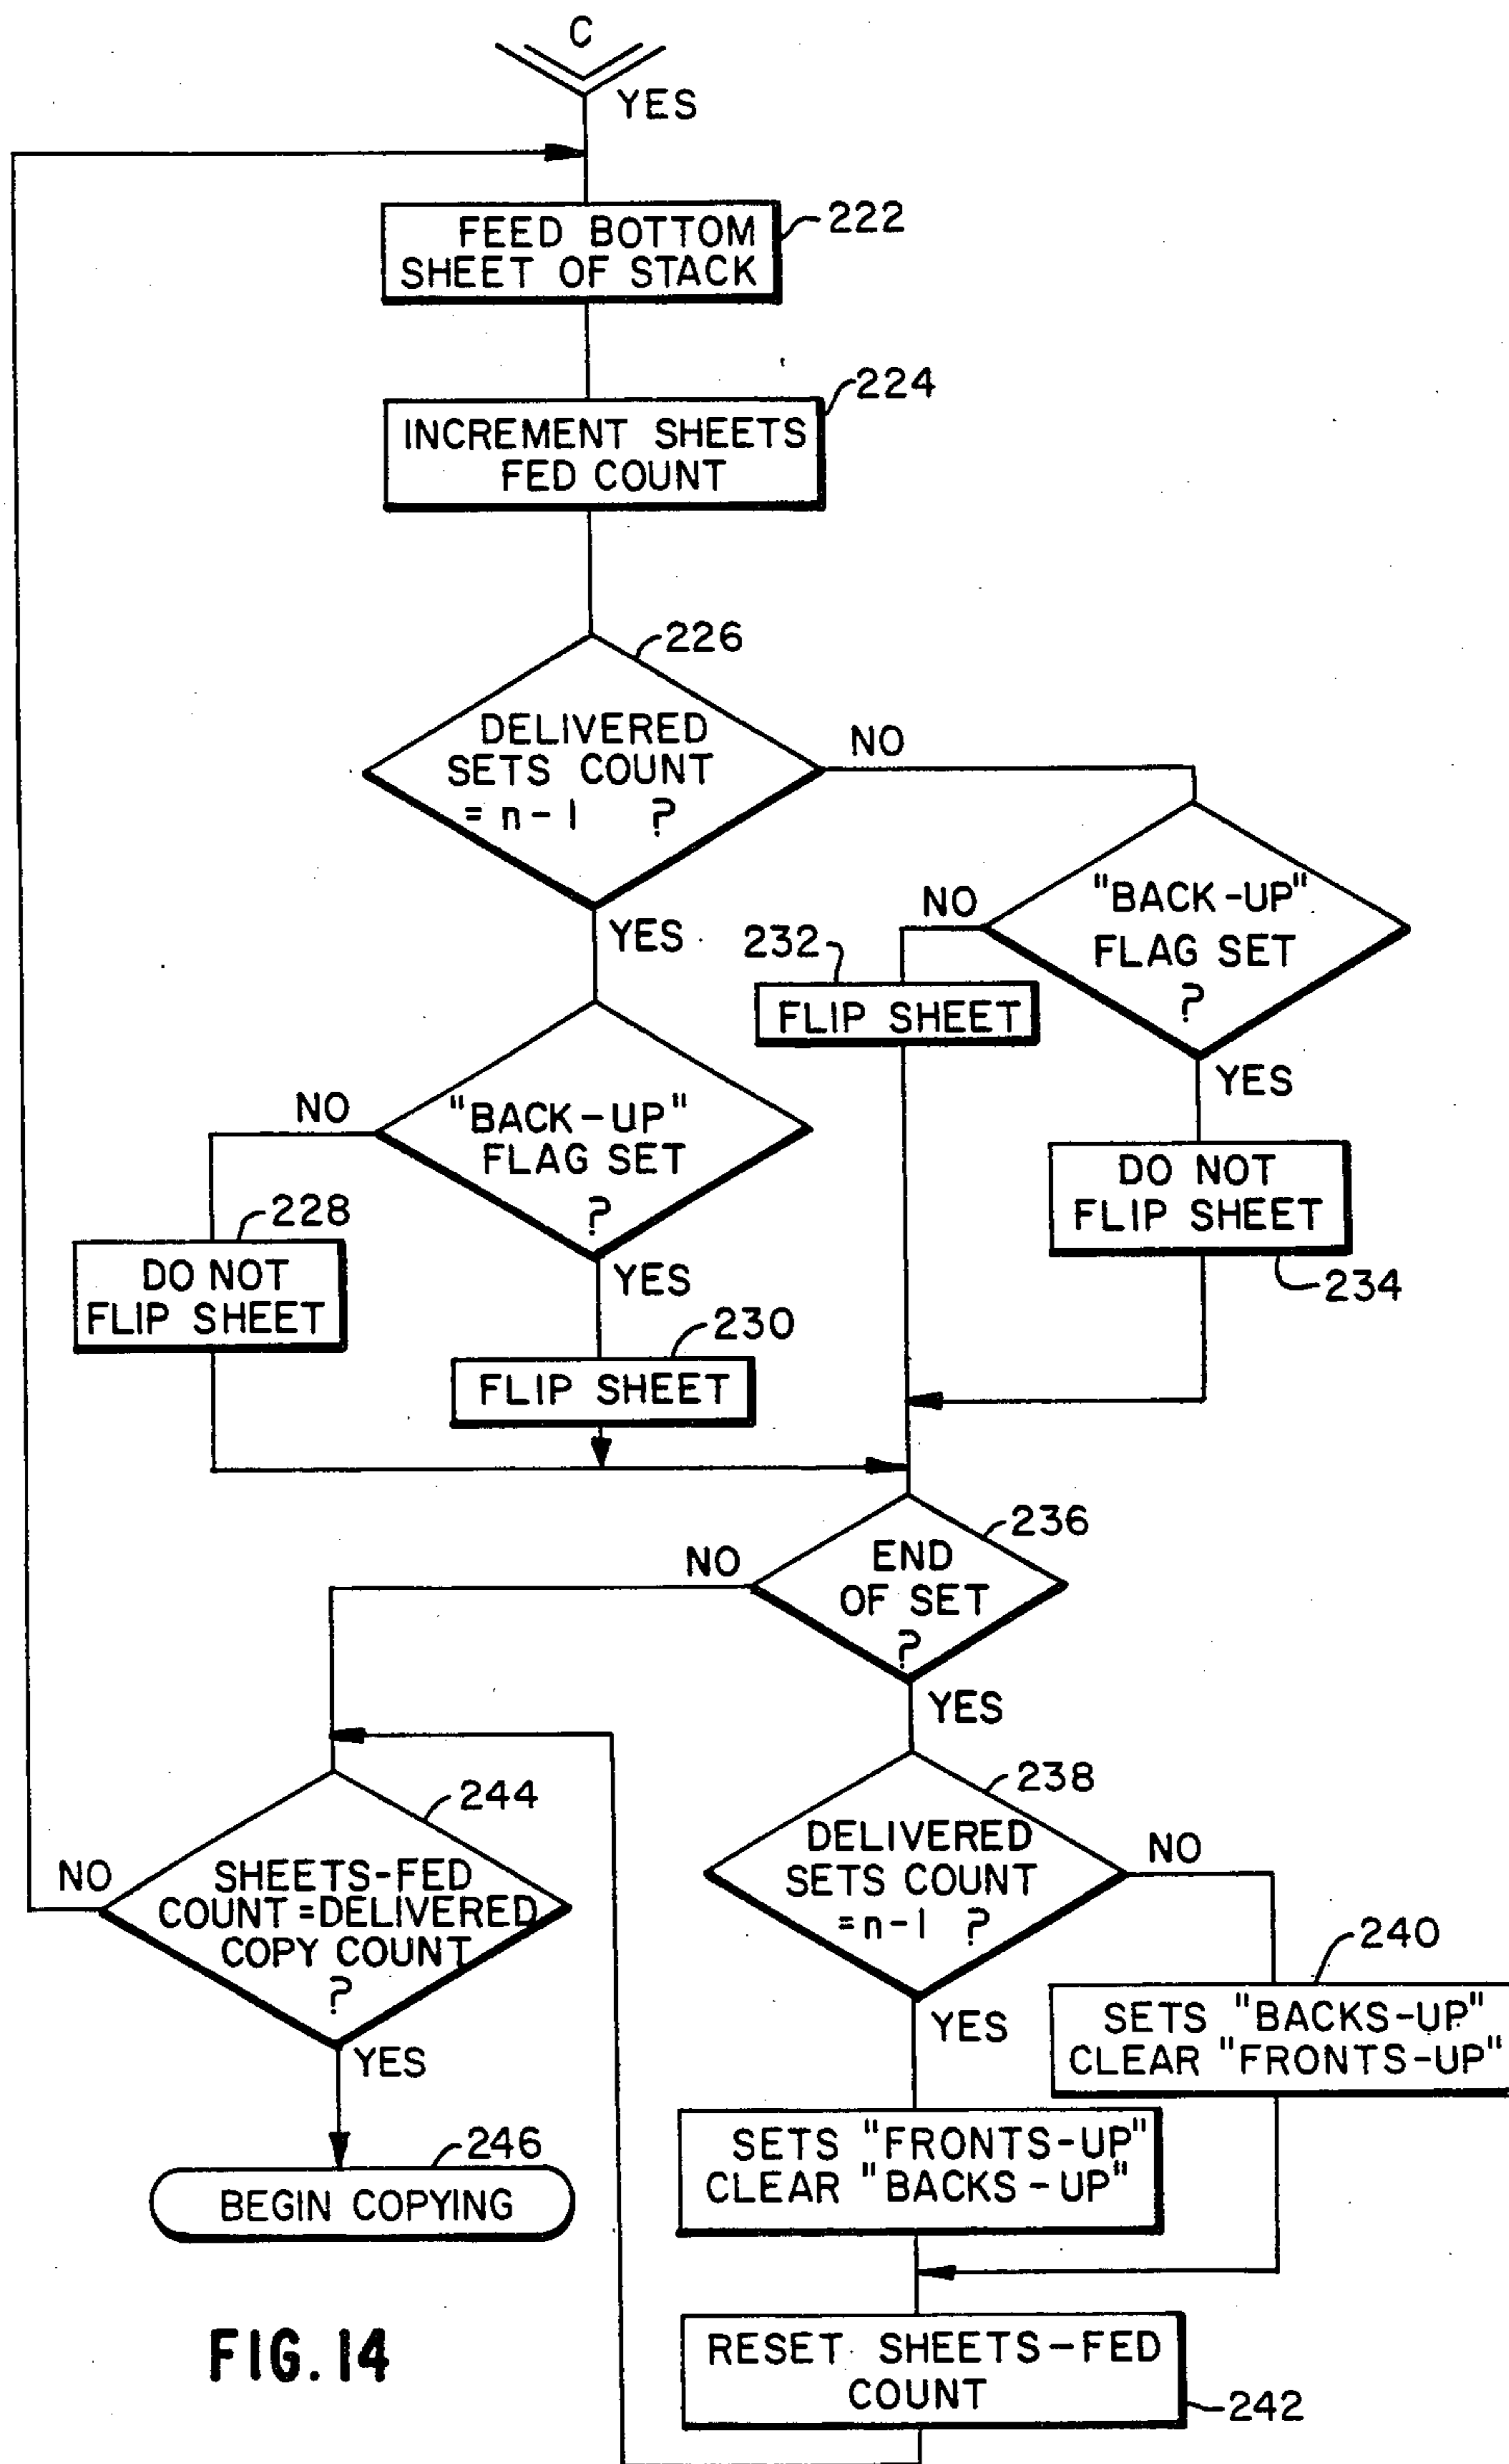 C
YES
FEED BOTTOM
SHEET OF STACK
222
INCREMENT SHEETS
FED COUNT
224
226
DELIVERED
SETS COUNT
= n-1 ?
NO
YES
"BACK-UP"
FLAG SET
?
NO
YES
232
FLIP SHEET
DO NOT
FLIP SHEET
234
"BACK-UP"
FLAG SET
?
NO
YES
228
DO NOT
FLIP SHEET
230
FLIP SHEET
236
END
OF SET
?
NO
YES
238
DELIVERED
SETS COUNT
=n-1 ?
NO
YES
240
SETS "BACKS-UP"
CLEAR "FRONTS-UP"
SETS "FRONTS-UP"
CLEAR "BACKS-UP"
RESET SHEETS-FED
COUNT
242
244
SHEETS-FED
COUNT=DELIVERED
COPY COUNT
?
NO
YES
246
BEGIN COPYING
FIG. 14